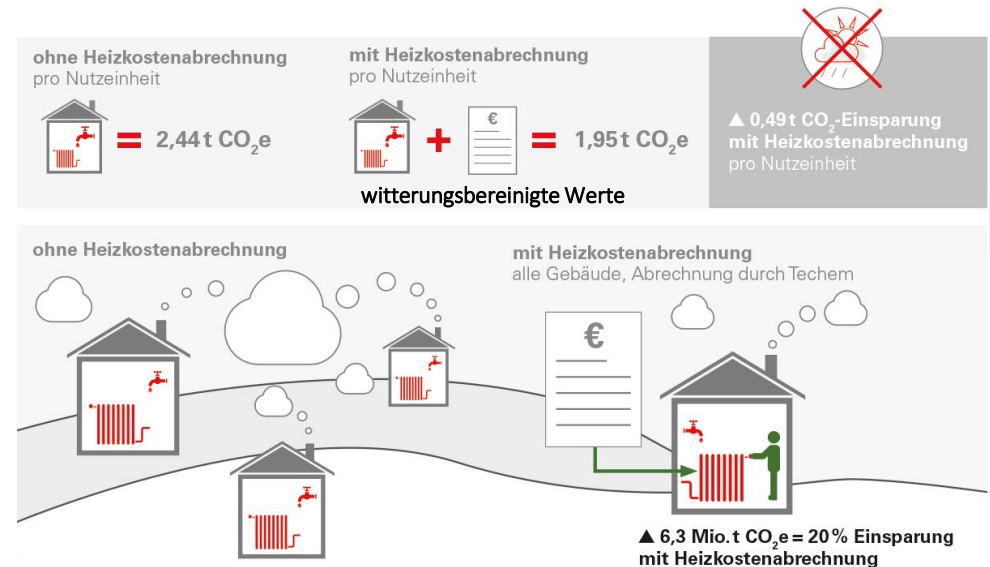 ohne Heizkostenabrechnung
pro Nutzeinheit
= 2,44 t CO₂e
mit Heizkostenabrechnung
pro Nutzeinheit
+ € = 1,95 t CO₂e
witterungsbereinigte Werte
▲ 0,49 t CO₂-Einsparung
mit Heizkostenabrechnung
pro Nutzeinheit
ohne Heizkostenabrechnung
mit Heizkostenabrechnung
alle Gebäude, Abrechnung durch Techem
€
▲ 6,3 Mio. t CO₂e = 20 % Einsparung
mit Heizkostenabrechnung